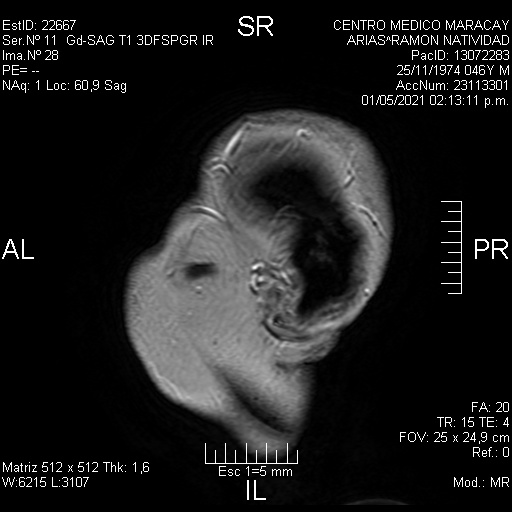 EstID: 22667
Ser.Nº 11 Gd-SAG T1 3DFSPGR IR
Ima.Nº 28
PE= --
NAq: 1 Loc: 60,9 Sag
SR
CENTRO MEDICO MARACAY
ARIAS^RAMON NATIVIDAD
PacID: 13072283
25/11/1974 046Y M
AccNum: 23113301
01/05/2021 02:13:11 p.m.
AL
PR
Matriz 512 x 512 Thk: 1,6
W:6215 L:3107
Esc 1=5 mm
IL
FA: 20
TR: 15 TE: 4
FOV: 25 x 24,9 cm
Ref.: 0
Mod.: MR